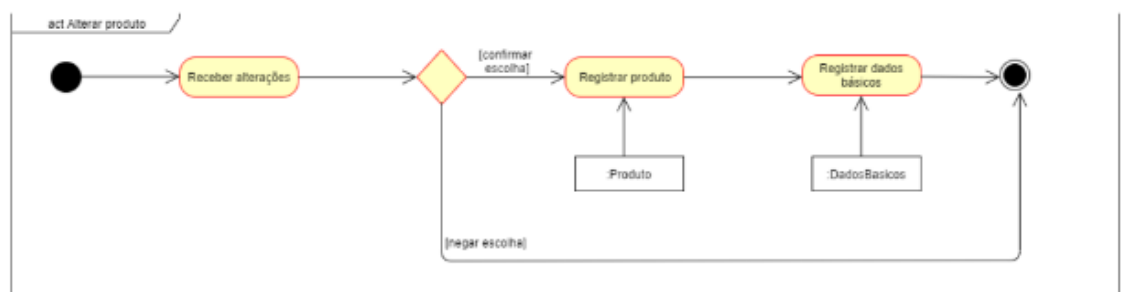 act Alterar produto
Receber alterações
[confirmar
escolha]
Registrar produto
Registrar dados
básicos
:Produto
:DadosBasicos
[negar escolha]